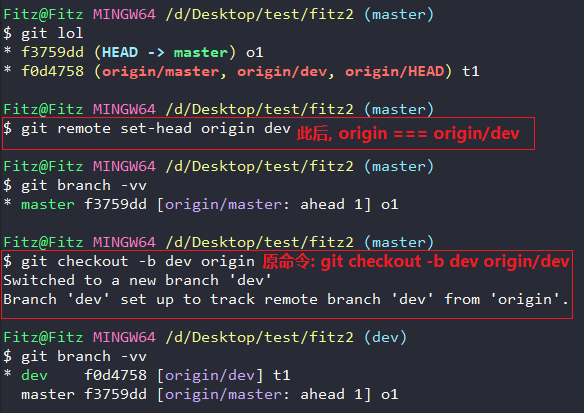 Fitz@Fitz MINGW64 /d/Desktop/test/fitz2 (master)
$ git lol
* f3759dd (HEAD -> master) o1
* f0d4758 (origin/master, origin/dev, origin/HEAD) t1
Fitz@Fitz MINGW64 /d/Desktop/test/fitz2 (master)
$ git remote set-head origin dev 此后, origin === origin/dev
Fitz@Fitz MINGW64 /d/Desktop/test/fitz2 (master)
$ git branch -vv
* master f3759dd [origin/master: ahead 1] o1
Fitz@Fitz MINGW64 /d/Desktop/test/fitz2 (master)
$ git checkout -b dev origin 原命令: git checkout -b dev origin/dev
Switched to a new branch 'dev'
Branch 'dev' set up to track remote branch 'dev' from 'origin'.
Fitz@Fitz MINGW64 /d/Desktop/test/fitz2 (dev)
$ git branch -vv
* dev    f0d4758 [origin/dev] t1
  master f3759dd [origin/master: ahead 1] o1